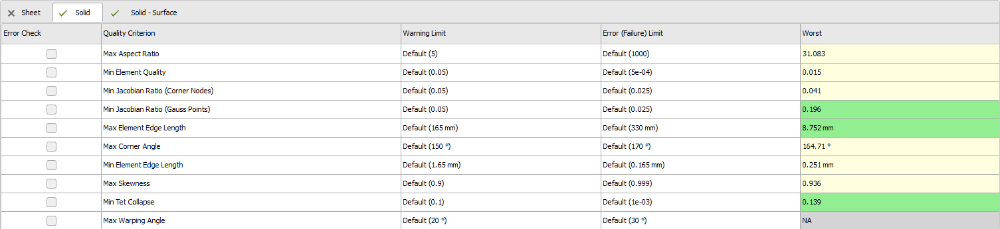 Sheet Solid Solid - Surface
Error Check Quality Criterion Warning Limit Error (Failure) Limit Worst
Max Aspect Ratio Default (5) Default (1000) 31.083
Min Element Quality Default (0.05) Default (5e-04) 0.015
Min Jacobian Ratio (Corner Nodes) Default (0.05) Default (0.025) 0.041
Min Jacobian Ratio (Gauss Points) Default (0.05) Default (0.025) 0.196
Max Element Edge Length Default (165 mm) Default (330 mm) 8.752 mm
Max Corner Angle Default (150 °) Default (170 °) 164.71 °
Min Element Edge Length Default (1.65 mm) Default (0.165 mm) 0.251 mm
Max Skewness Default (0.9) Default (0.999) 0.936
Min Tet Collapse Default (0.1) Default (1e-03) 0.139
Max Warping Angle Default (20 °) Default (30 °) NA